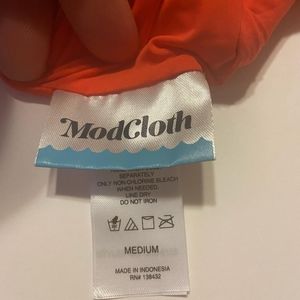 ModCloth
SEPARATELY
ONLY NON-CHLORINE BLEACH
WHEN NEEDED,
LINE DRY
DO NOT IRON
MEDIUM
MADE IN INDONESIA
RN# 138432